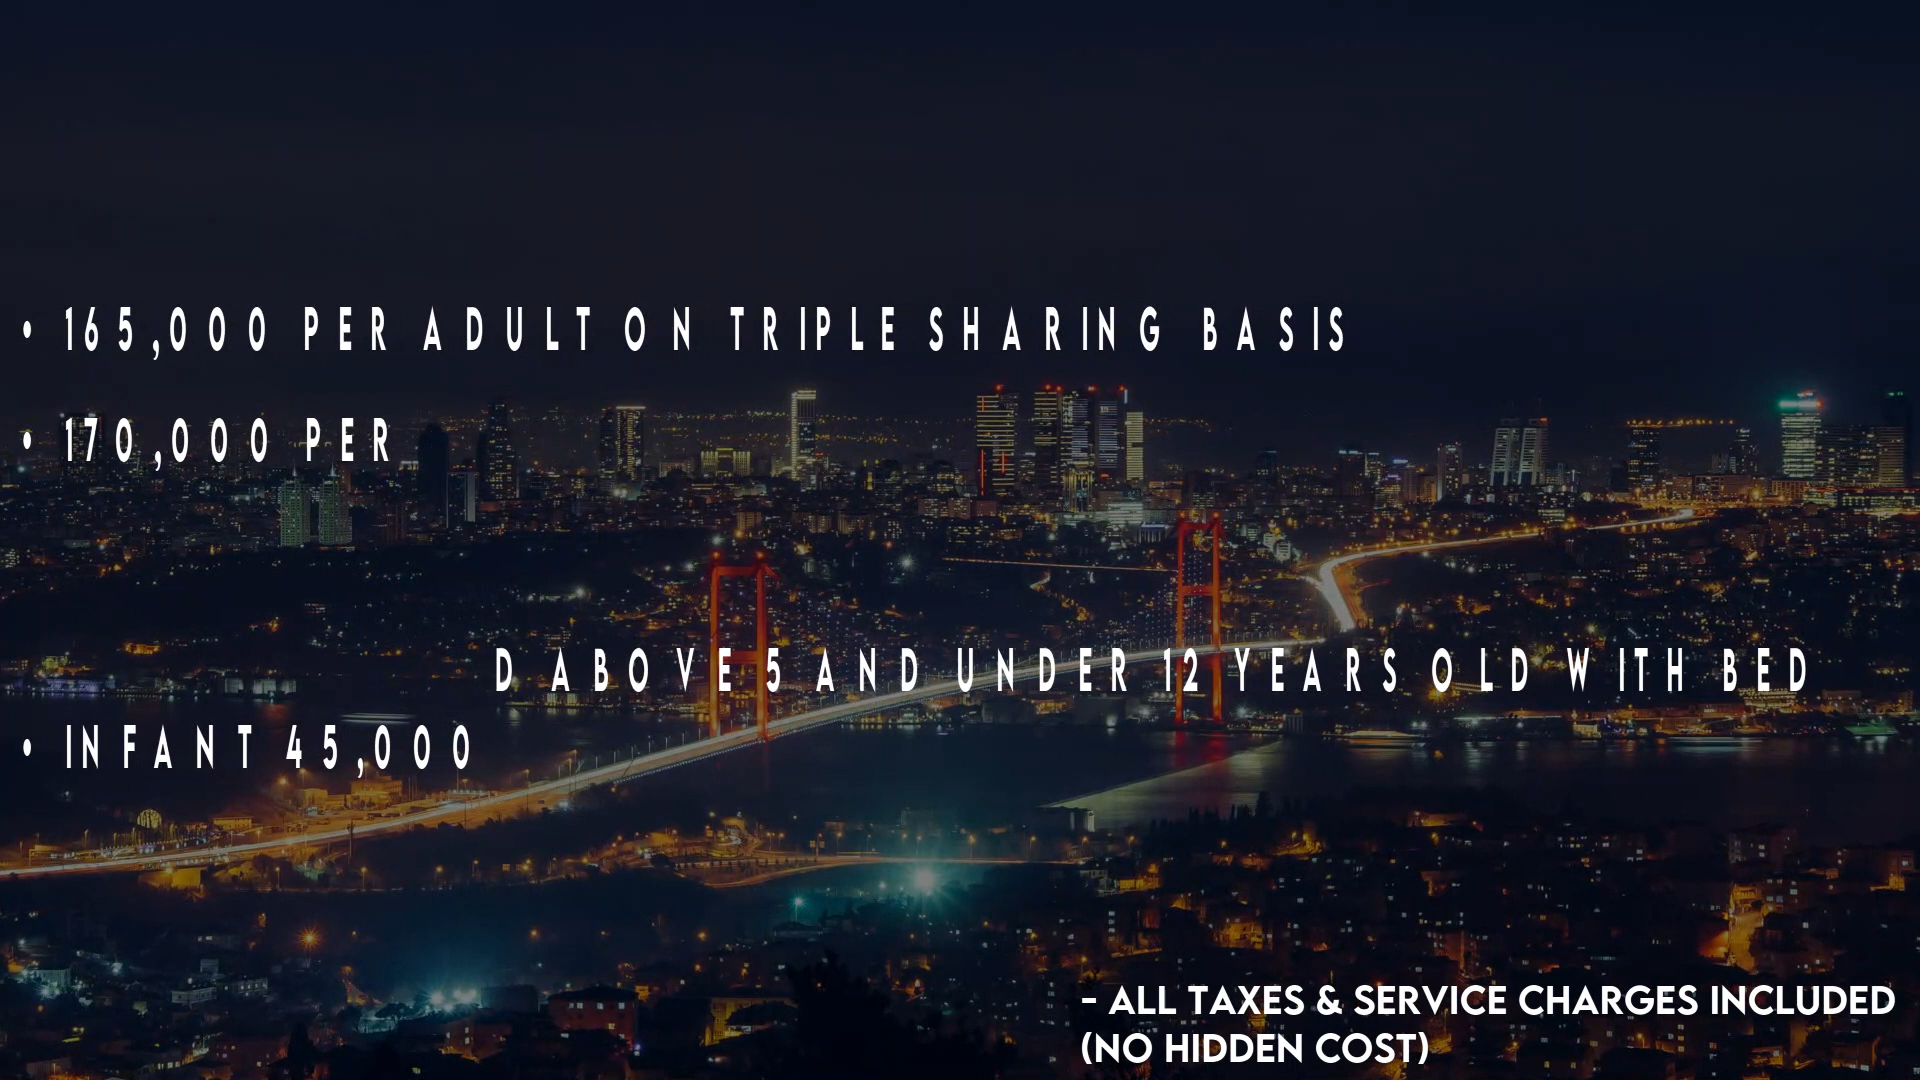 • 165,000 PER ADULT ON TRIPLE SHARING BASIS
• 170,000 PER
D ABOVE 5 AND UNDER 12 YEARS OLD WITH BED
• INFANT 45,000
- ALL TAXES & SERVICE CHARGES INCLUDED
(NO HIDDEN COST)